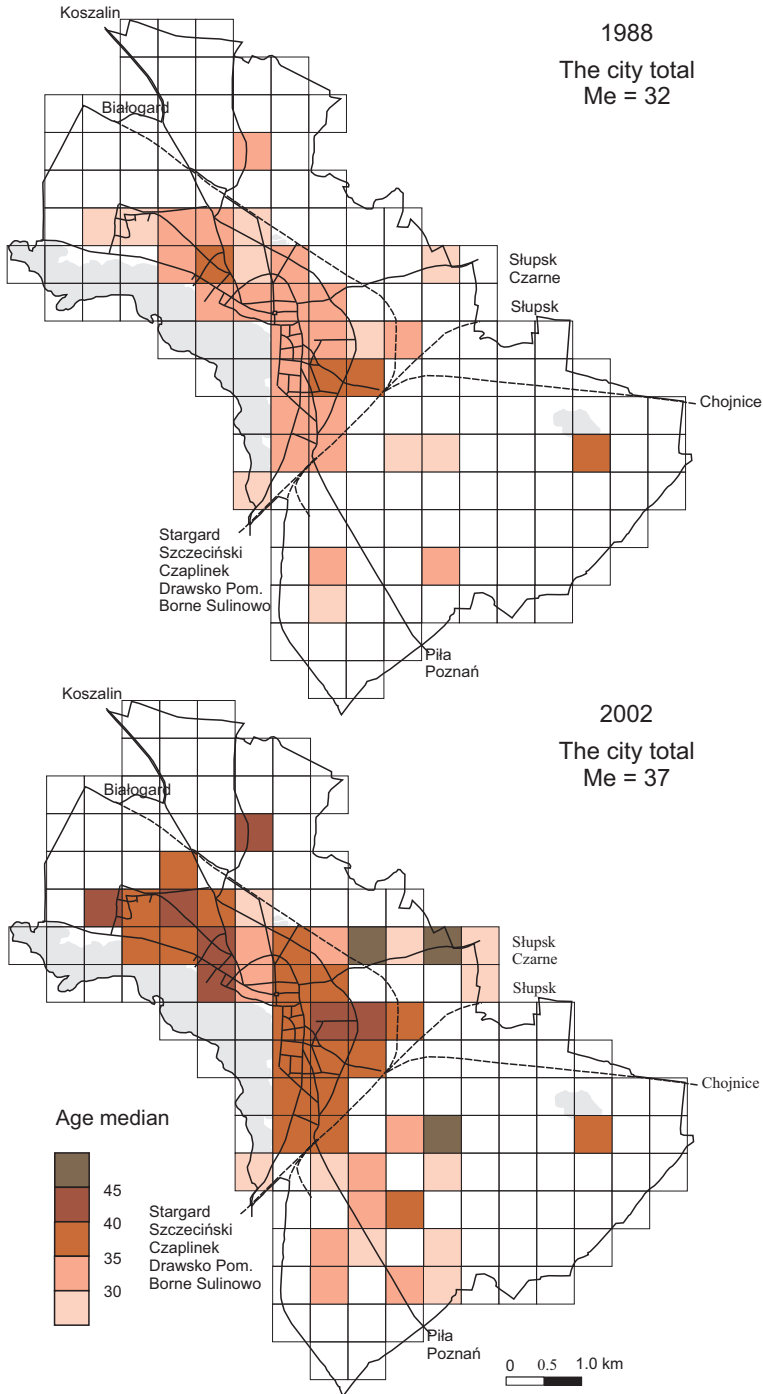 Koszalin
1988
The city total
Me = 32
Białogard
Słupsk
Czarne
Słupsk
Chojnice
Stargard
Szczeciński
Czaplinek
Drawsko Pom.
Borne Sulinowo
Piła
Poznań
Koszalin
2002
The city total
Me = 37
Białogard
Słupsk
Czarne
Słupsk
Chojnice
Age median
45
40
35
30
Stargard
Szczeciński
Czaplinek
Drawsko Pom.
Borne Sulinowo
Piła
Poznań
0 0.5 1.0 km